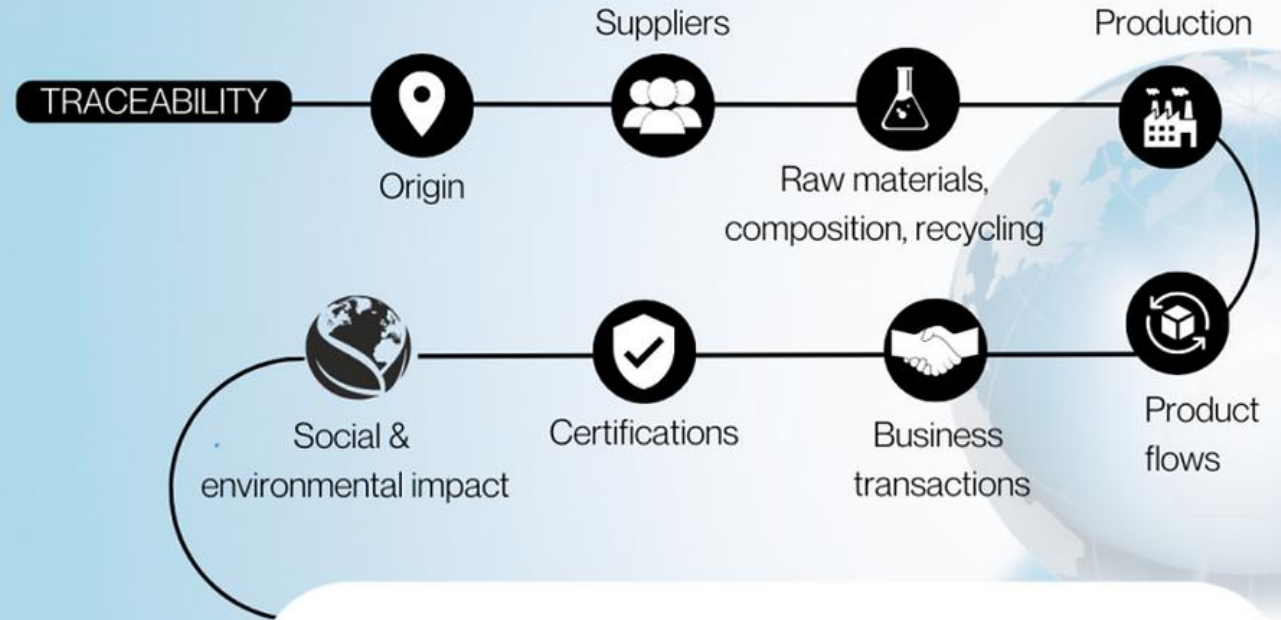 TRACEABILITY
Origin
Suppliers
Raw materials,
composition, recycling
Production
Product
flows
Business
transactions
Certifications
Social &
environmental impact